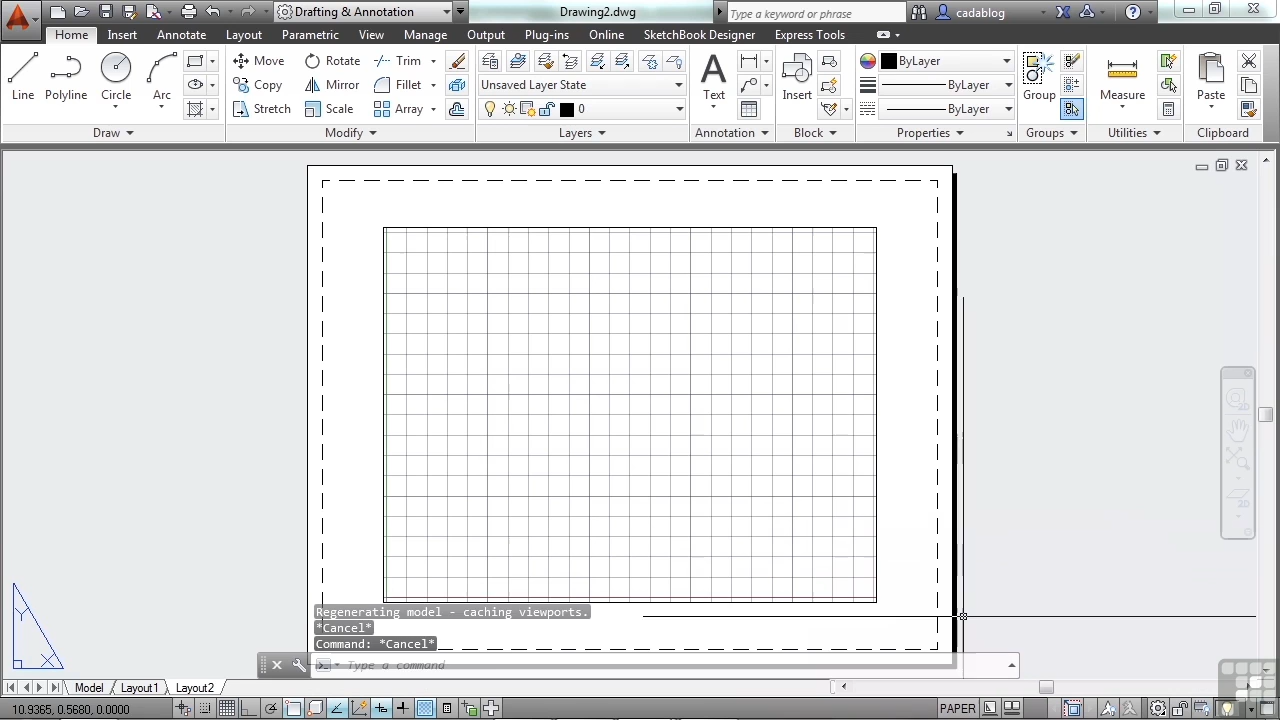 Drafting & Annotation Drawing2.dwg Type a keyword or phrase cadablog
Home Insert Annotate Layout Parametric View Manage Output Plug-ins Online SketchBook Designer Express Tools
Line Polyline Circle Arc
Move Rotate Trim
Copy Mirror Fillet
Stretch Scale Array
Unsaved Layer State
0
A
Text
Insert
ByLayer
ByLayer
ByLayer
Group
Measure
Paste
Draw Modify Layers Annotation Block Properties Groups Utilities Clipboard
2D
Y
X
Regenerating model - caching viewports.
*Cancel*
Command: *Cancel*
Type a command
Model Layout1 Layout2
10.9365, 0.5680, 0.0000 PAPER